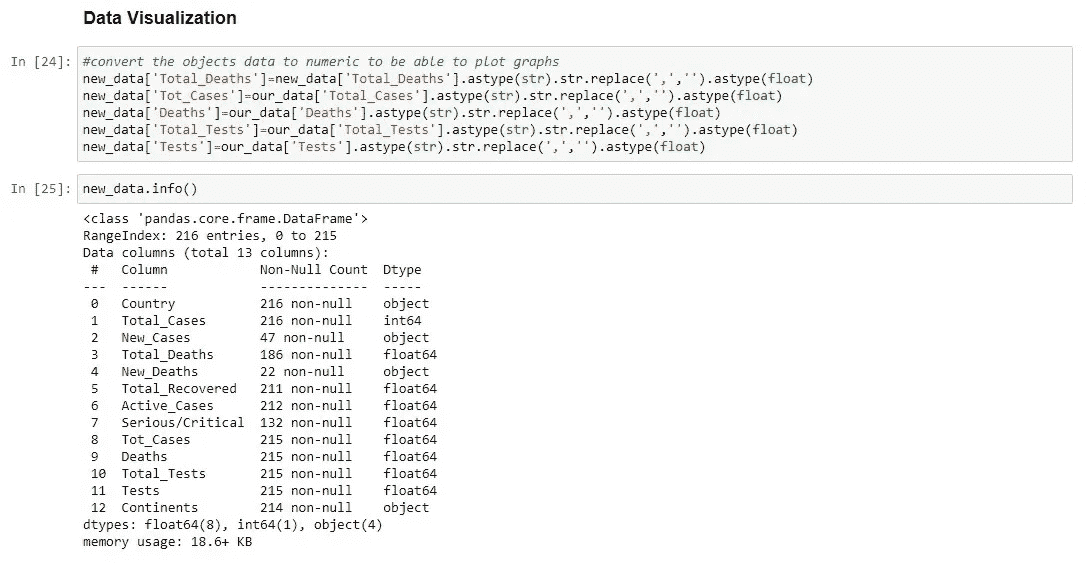 Data Visualization
In [24]: #convert the objects data to numeric to be able to plot graphs
new_data['Total_Deaths']=new_data['Total_Deaths'].astype(str).str.replace(',','').astype(float)
new_data['Tot_Cases']=our_data['Total_Cases'].astype(str).str.replace(',','').astype(float)
new_data['Deaths']=our_data['Deaths'].astype(str).str.replace(',','').astype(float)
new_data['Total_Tests']=our_data['Total_Tests'].astype(str).str.replace(',','').astype(float)
new_data['Tests']=our_data['Tests'].astype(str).str.replace(',','').astype(float)
In [25]: new_data.info()
<class 'pandas.core.frame.DataFrame'>
RangeIndex: 216 entries, 0 to 215
Data columns (total 13 columns):
 #   Column            Non-Null Count  Dtype
---  ------            --------------  -----
 0   Country           216 non-null    object
 1   Total_Cases       216 non-null    int64
 2   New_Cases         47 non-null     object
 3   Total_Deaths      186 non-null    float64
 4   New_Deaths        22 non-null     object
 5   Total_Recovered   211 non-null    float64
 6   Active_Cases      212 non-null    float64
 7   Serious/Critical  132 non-null    float64
 8   Tot_Cases         215 non-null    float64
 9   Deaths            215 non-null    float64
 10  Total_Tests       215 non-null    float64
 11  Tests             215 non-null    float64
 12  Continents        214 non-null    object
dtypes: float64(8), int64(1), object(4)
memory usage: 18.6+ KB